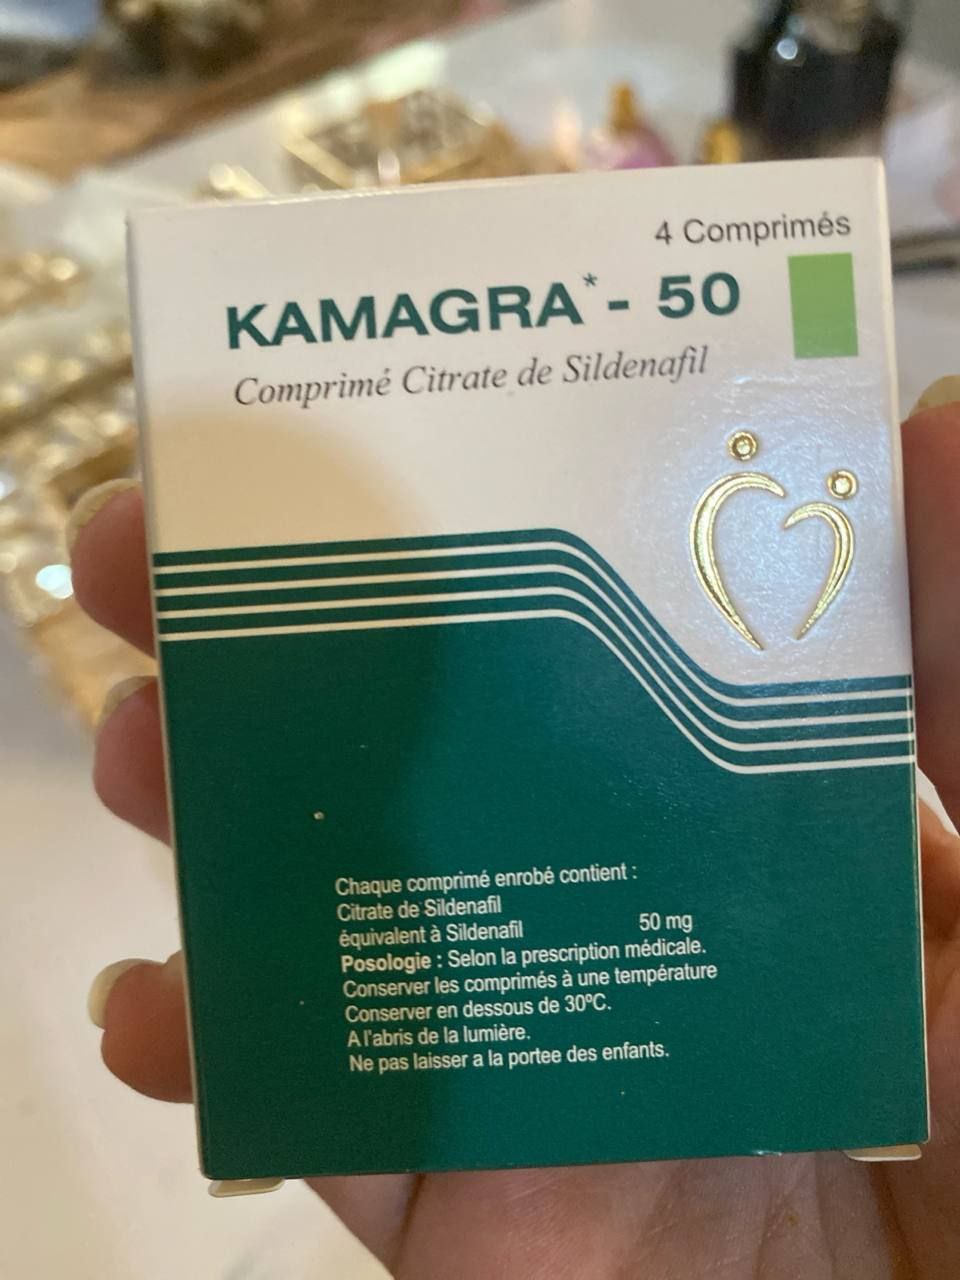 4 Comprimés
KAMAGRA*- 50
Comprimé Citrate de Sildenafil
Chaque comprimé enrobé contient :
Citrate de Sildenafil
équivalent à Sildenafil 50 mg
Posologie : Selon la prescription médicale.
Conserver les comprimés à une température
Conserver en dessous de 30°C.
A l'abris de la lumière.
Ne pas laisser a la portee des enfants.